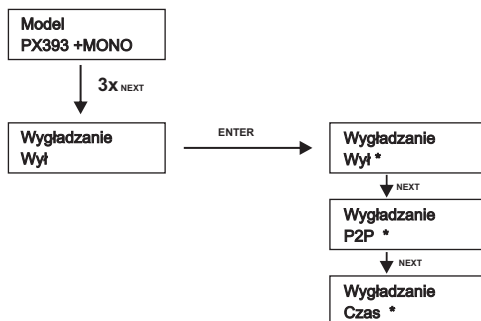 Model
PX393 +MONO
3x NEXT
Wygładzanie
Wył
ENTER
Wygładzanie
Wył *
NEXT
Wygładzanie
P2P *
NEXT
Wygładzanie
Czas *